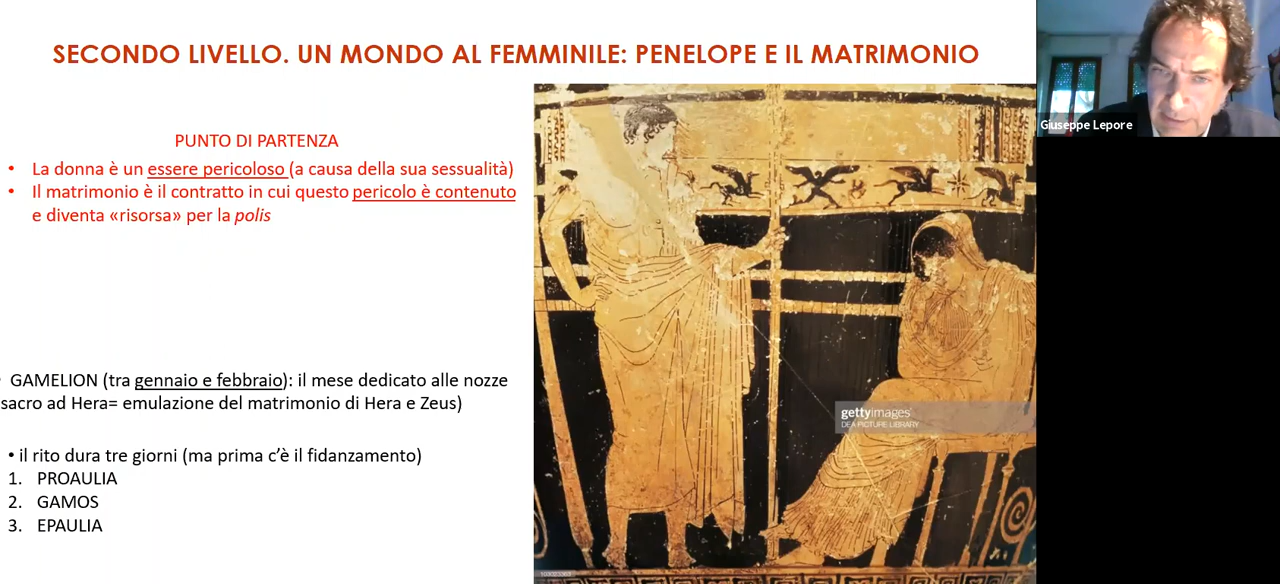 SECONDO LIVELLO. UN MONDO AL FEMMINILE: PENELOPE E IL MATRIMONIO
PUNTO DI PARTENZA
• La donna è un essere pericoloso (a causa della sua sessualità)
• Il matrimonio è il contratto in cui questo pericolo è contenuto
e diventa «risorsa» per la polis
GAMELION (tra gennaio e febbraio): il mese dedicato alle nozze
sacro ad Hera= emulazione del matrimonio di Hera e Zeus)
• il rito dura tre giorni (ma prima c’è il fidanzamento)
1. PROAULIA
2. GAMOS
3. EPAULIA
gettyimages
DEA PICTURE LIBRARY
Giuseppe Lepore